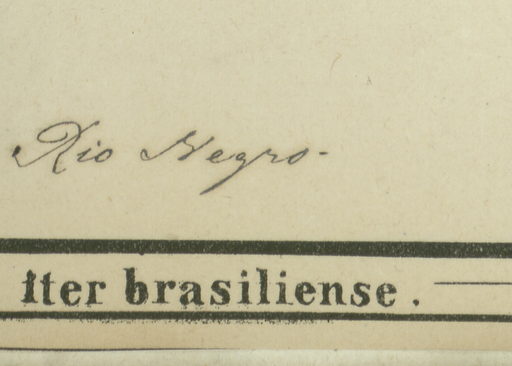 Rio Negro-
Iter brasiliense.